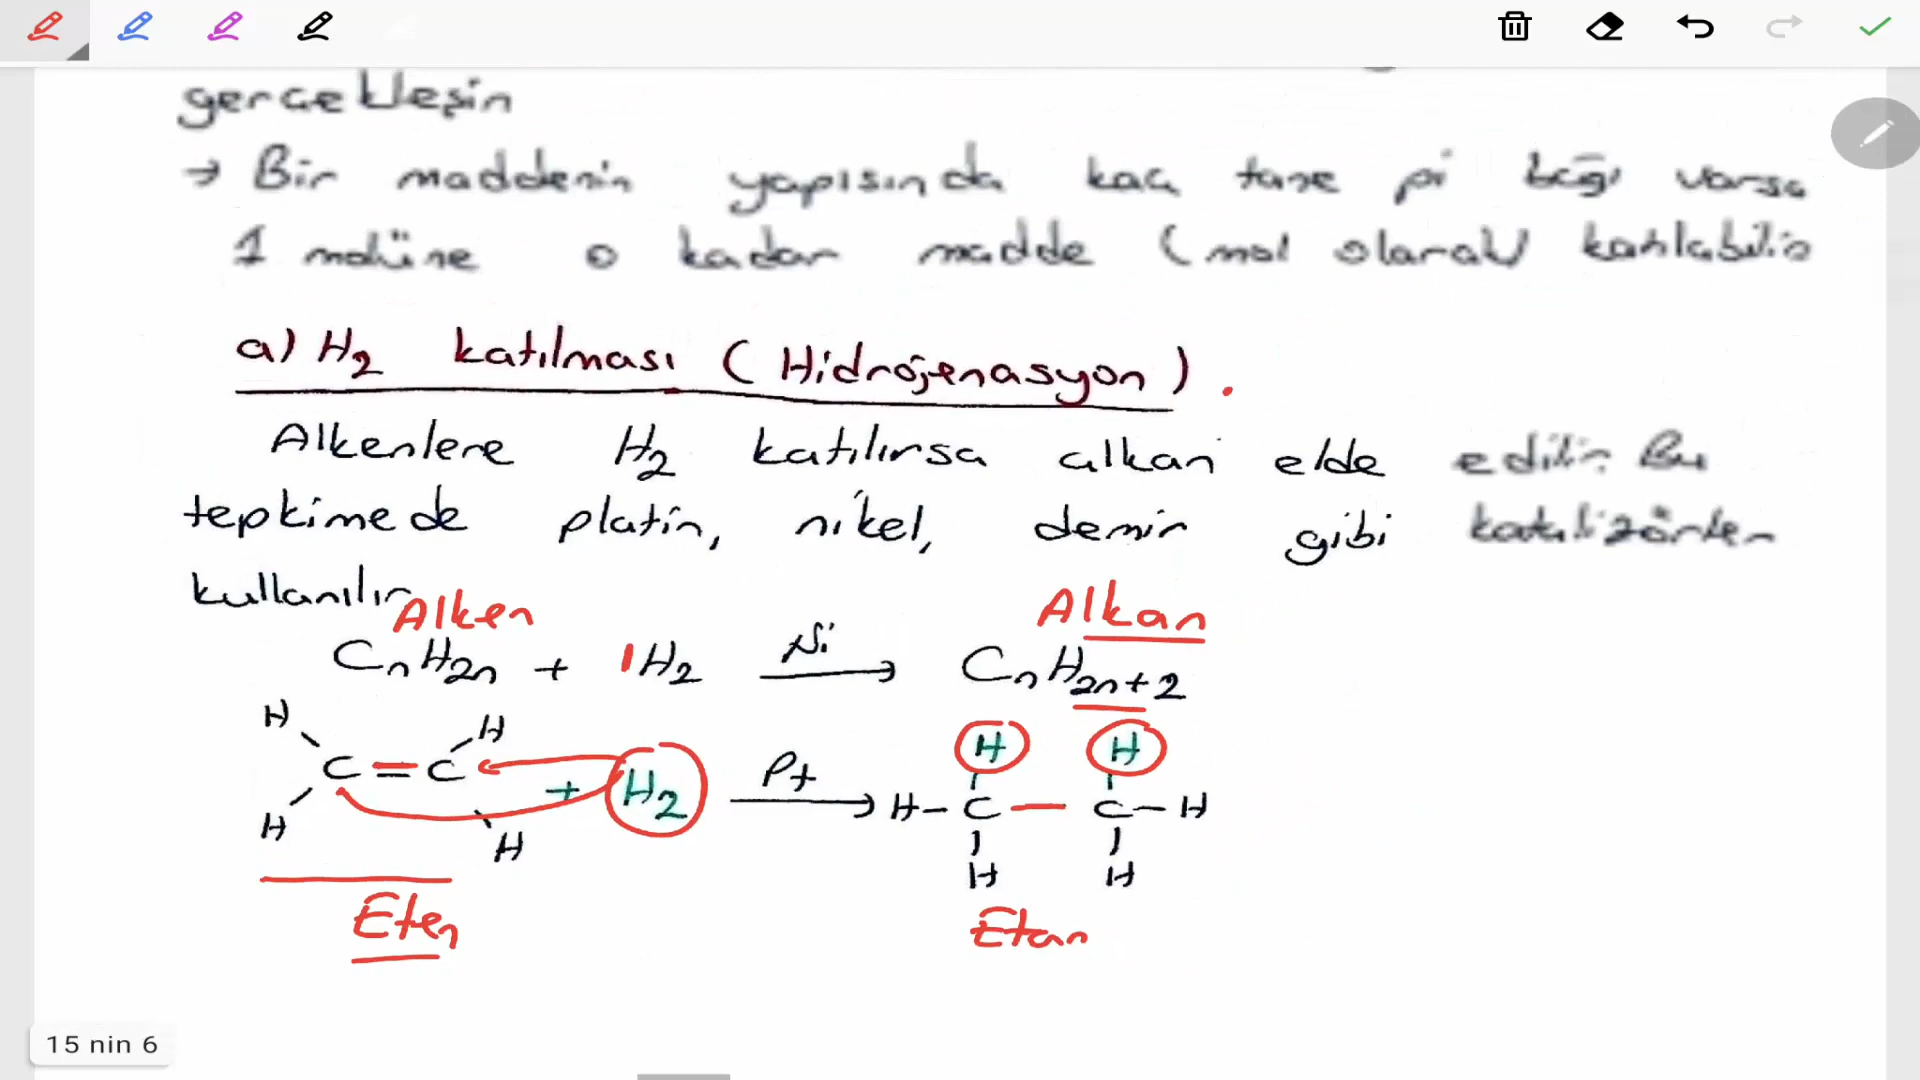 gerçekleşir
→ Bir maddenin yapısında kaç tane pi bağı varsa
1 molüne o kadar madde (mol olarak) katılabilir
a) H₂ katılması (Hidrojenasyon).
Alkenlere H₂ katılırsa alkan elde edilir. Bu
tepkimede platin, nikel, demir gibi katalizörler
kullanılır
Alken Alkan
CnH2n + 1H₂ Ni → CnH2n+2
H H H H
C = C + H₂ Pt → H – C – C – H
H H H H
Eten Etan
15 nin 6